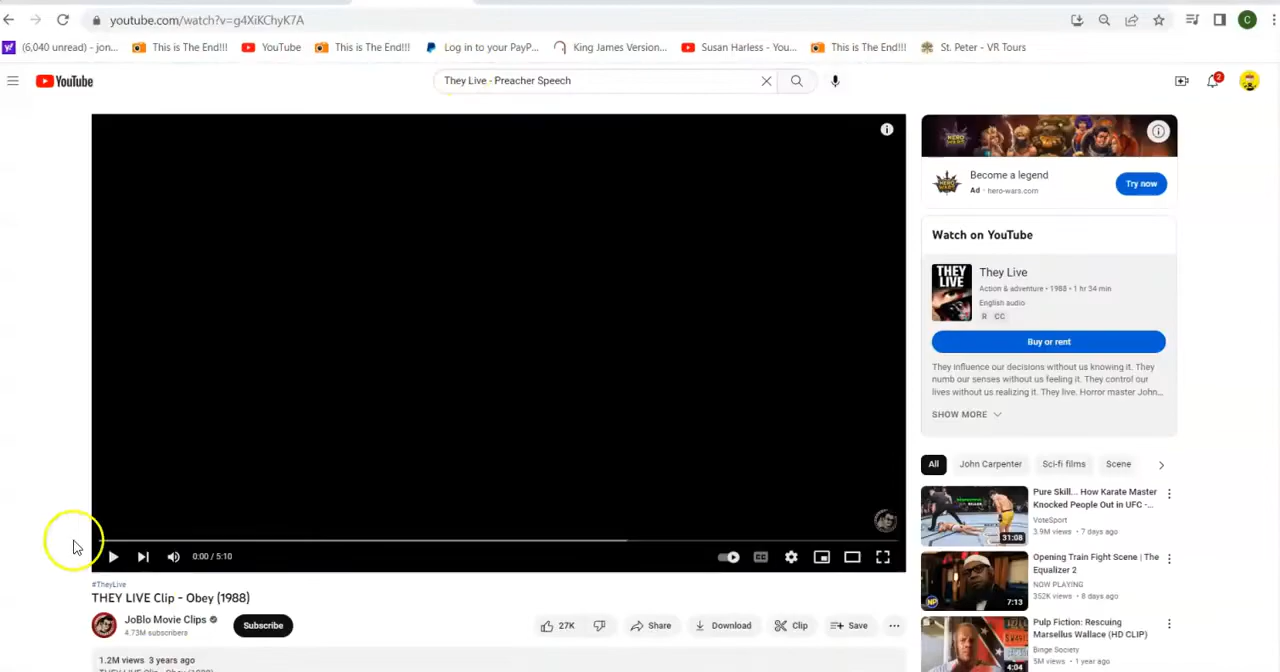 youtube.com/watch?v=g4XiKChyK7A
(6,040 unread) - jon... This is The End!!! YouTube This is The End!!! Log in to your PayP... King James Version... Susan Harless - You... This is The End!!! St. Peter - VR Tours
YouTube
They Live - Preacher Speech
2
Become a legend
Ad • hero-wars.com
Try now
Watch on YouTube
THEY LIVE
They Live
Action & adventure • 1988 • 1 hr 34 min
English audio
R CC
Buy or rent
They influence our decisions without us knowing it. They
numb our senses without us feeling it. They control our
lives without us realizing it. They live. Horror master John...
SHOW MORE
All John Carpenter Sci-fi films Scene
Pure Skill... How Karate Master
Knocked People Out in UFC -...
VoteSport
3.9M views • 7 days ago
31:08
Opening Train Fight Scene | The
Equalizer 2
NOW PLAYING
352K views • 8 days ago
7:13
Pulp Fiction: Rescuing
Marsellus Wallace (HD CLIP)
Binge Society
5M views • 1 year ago
4:04
0:00 / 5:10
CC
#TheyLive
THEY LIVE Clip - Obey (1988)
JoBlo Movie Clips
4.73M subscribers
Subscribe
27K Share Download Clip Save
1.2M views 3 years ago
THEY LIVE Clip - Obey (1988)